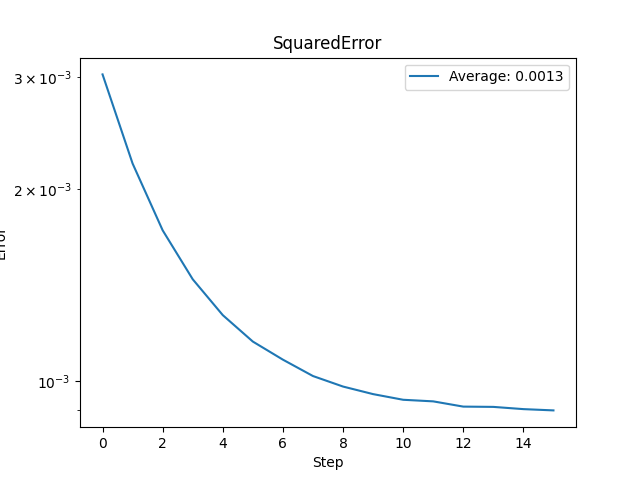 SquaredError
Average: 0.0013
3 × 10⁻³
2 × 10⁻³
10⁻³
Error
0 2 4 6 8 10 12 14
Step